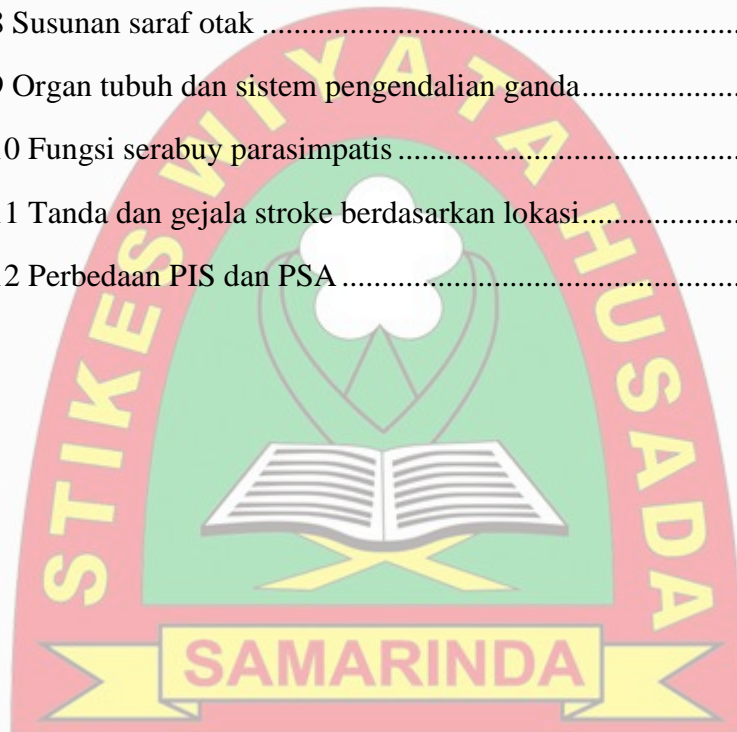 8 Susunan saraf otak ............................................................
9 Organ tubuh dan sistem pengendalian ganda....................
10 Fungsi serabuy parasimpatis ...........................................
11 Tanda dan gejala stroke berdasarkan lokasi....................
12 Perbedaan PIS dan PSA ..................................................
STIKES WIYATA HUSADA
SAMARINDA